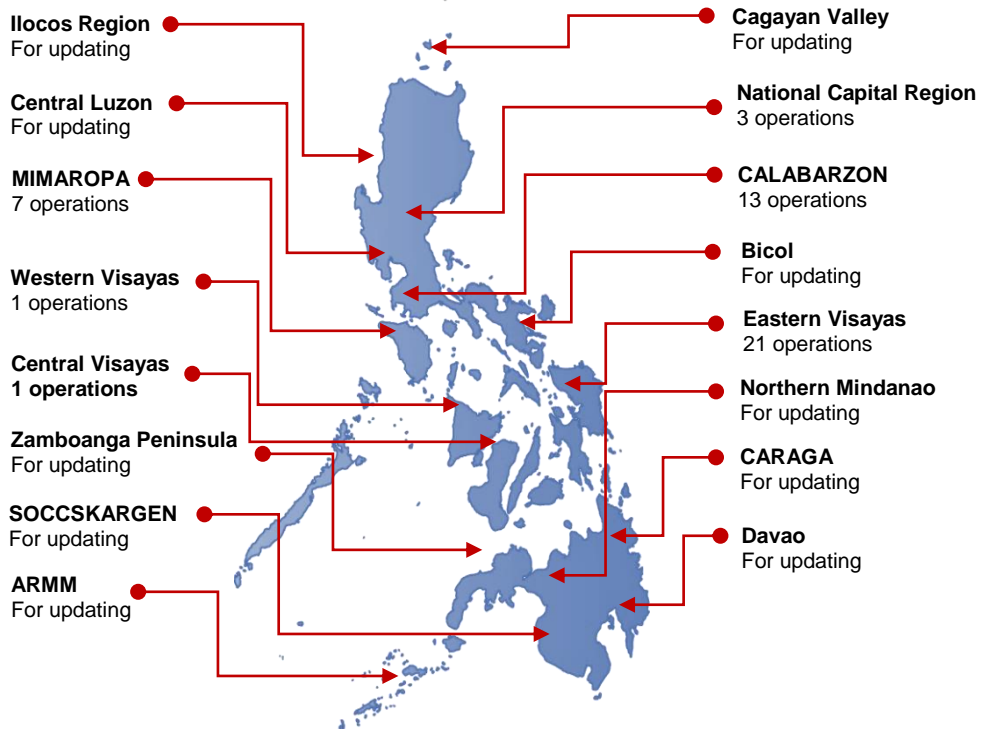 Ilocos Region
For updating
Central Luzon
For updating
MIMAROPA
7 operations
Western Visayas
1 operations
Central Visayas
1 operations
Zamboanga Peninsula
For updating
SOCCSKARGEN
For updating
ARMM
For updating
Cagayan Valley
For updating
National Capital Region
3 operations
CALABARZON
13 operations
Bicol
For updating
Eastern Visayas
21 operations
Northern Mindanao
For updating
CARAGA
For updating
Davao
For updating